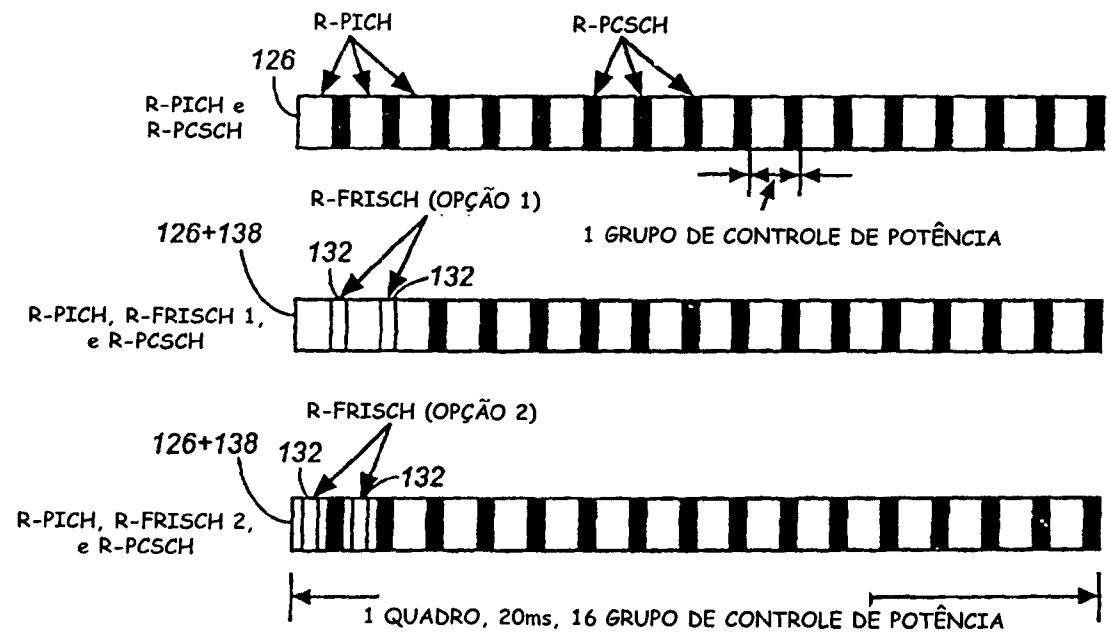 R-PICH
R-PCSCH
126
R-PICH e
R-PCSCH
1 GRUPO DE CONTROLE DE POTÊNCIA
R-FRISCH (OPÇÃO 1)
126+138
132
132
R-PICH, R-FRISCH 1,
e R-PCSCH
R-FRISCH (OPÇÃO 2)
126+138
132
132
R-PICH, R-FRISCH 2,
e R-PCSCH
1 QUADRO, 20ms, 16 GRUPO DE CONTROLE DE POTÊNCIA